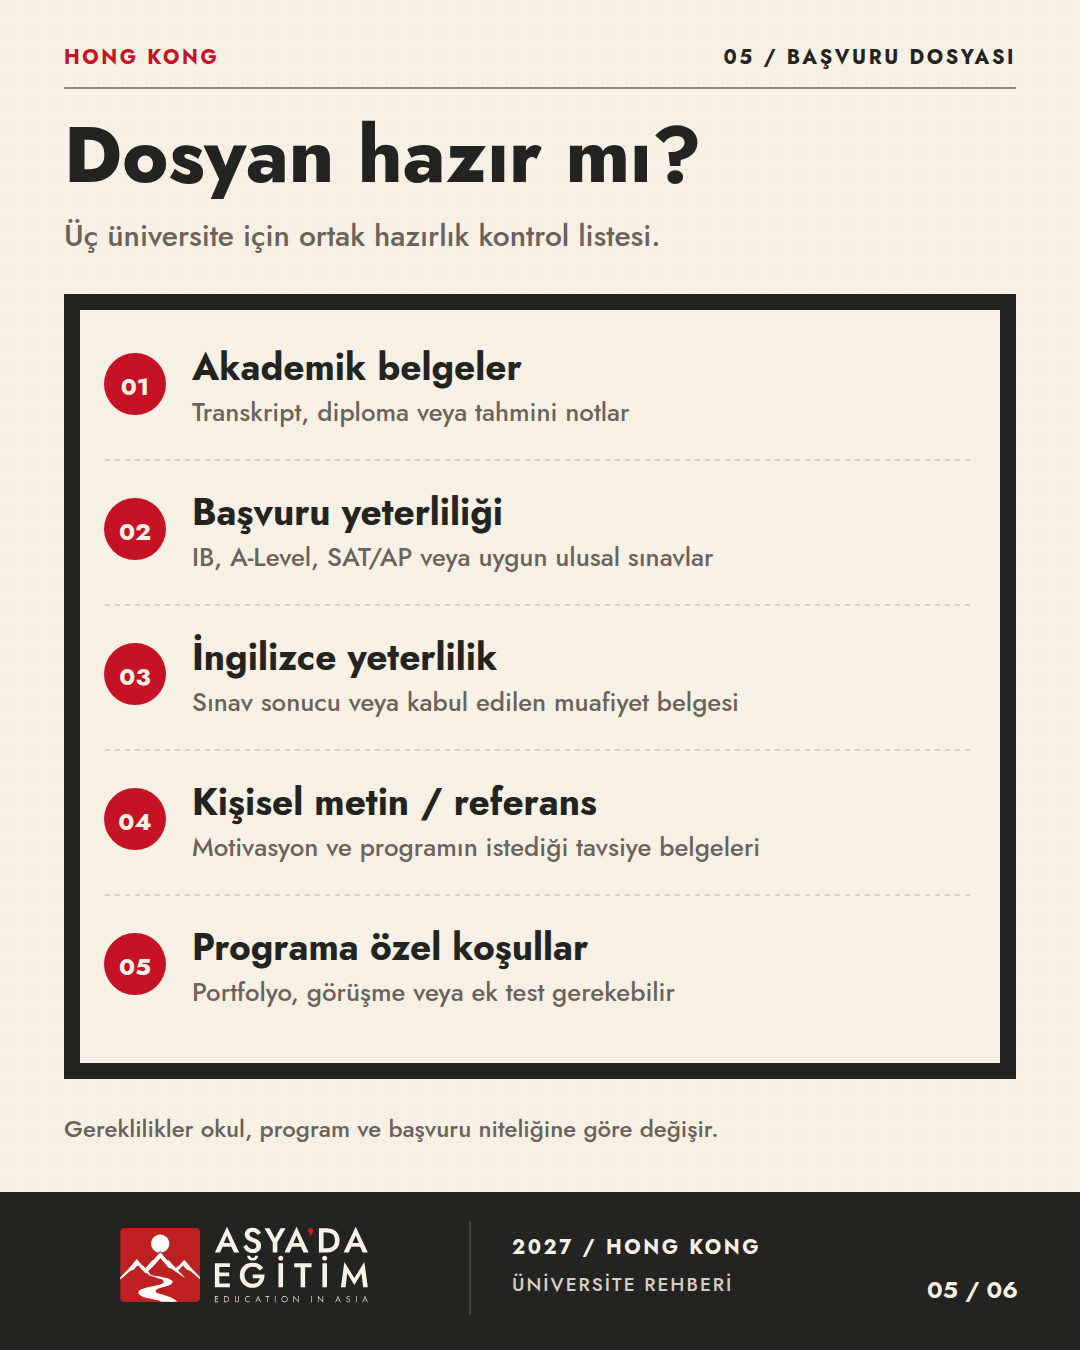 HONG KONG
05 / BAŞVURU DOSYASI
Dosyan hazır mı?
Üç üniversite için ortak hazırlık kontrol listesi.
01
Akademik belgeler
Transkript, diploma veya tahmini notlar
02
Başvuru yeterliliği
IB, A-Level, SAT/AP veya uygun ulusal sınavlar
03
İngilizce yeterlilik
Sınav sonucu veya kabul edilen muafiyet belgesi
04
Kişisel metin / referans
Motivasyon ve programın istediği tavsiye belgeleri
05
Programa özel koşullar
Portfolyo, görüşme veya ek test gerekebilir
Gereklilikler okul, program ve başvuru niteliğine göre değişir.
ASYA'DA
EĞİTİM
EDUCATION IN ASIA
2027 / HONG KONG
ÜNİVERSİTE REHBERİ
05 / 06